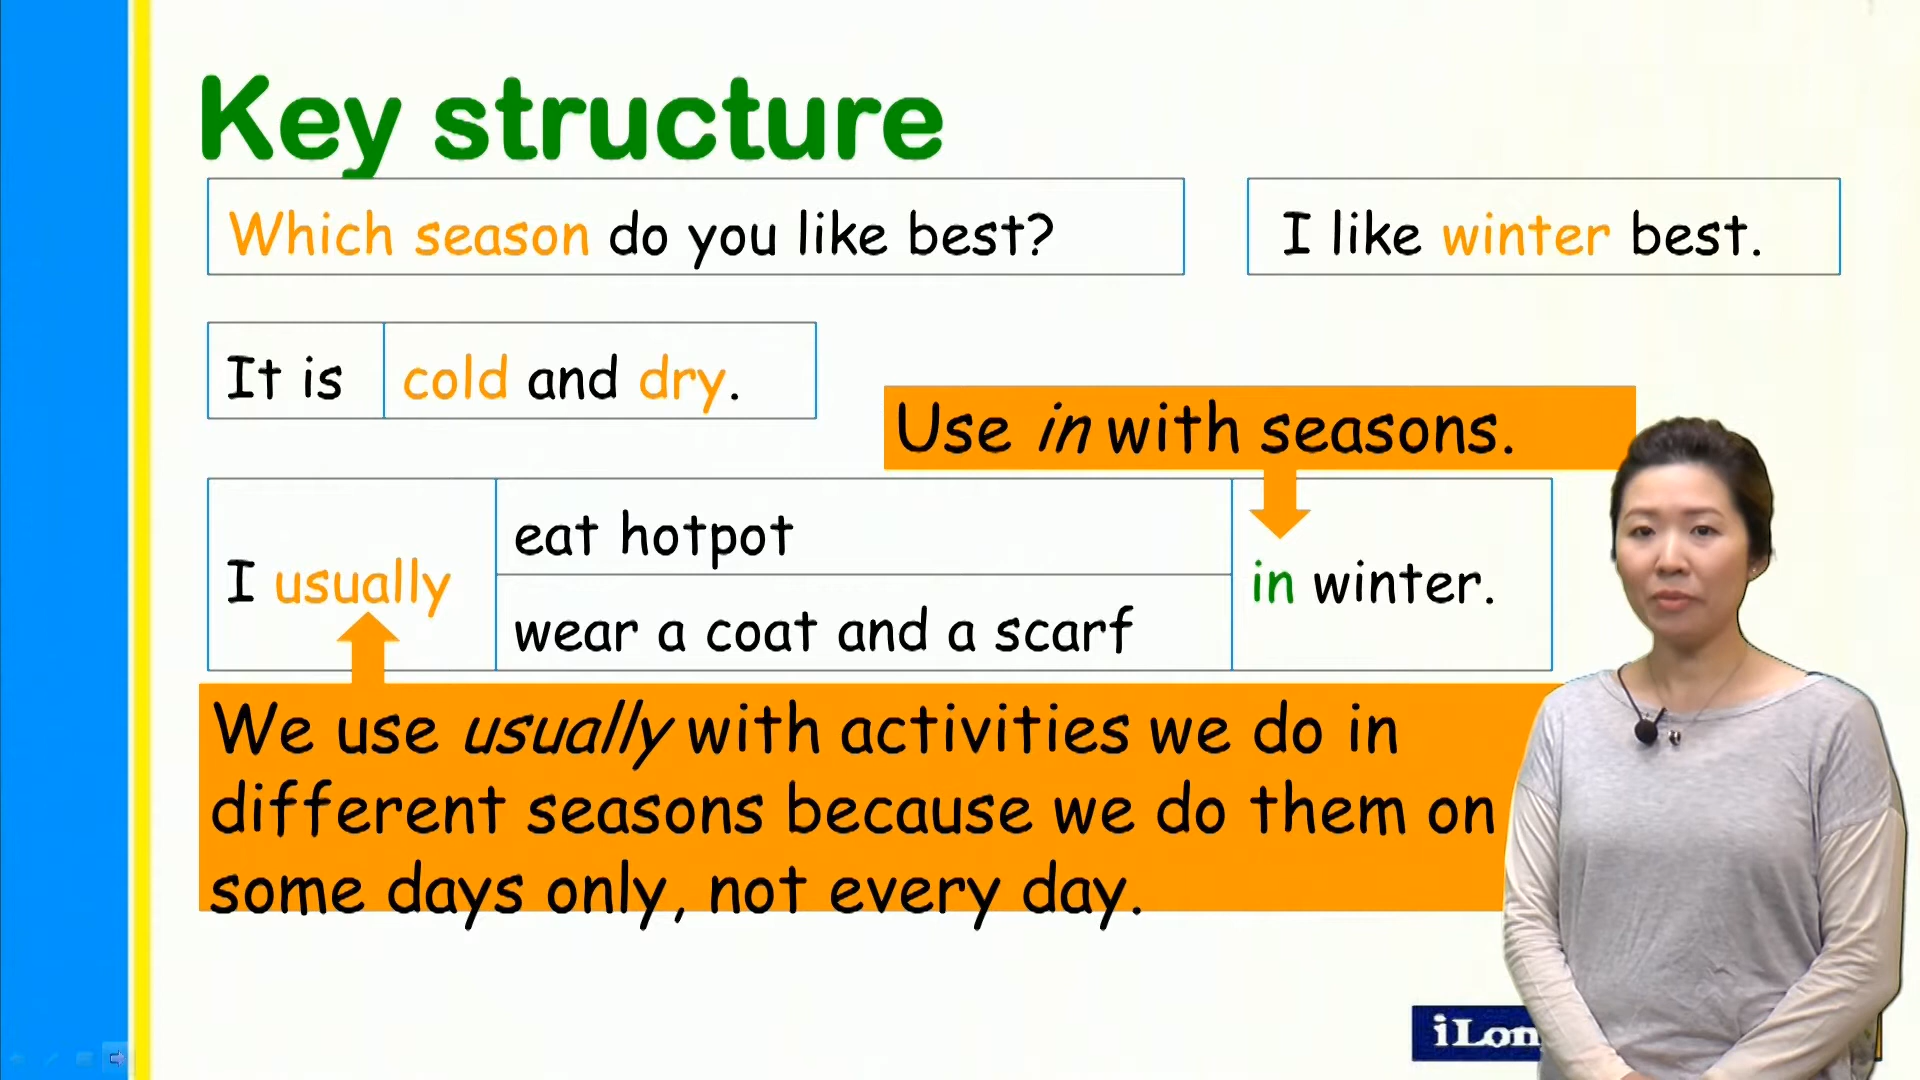 Key structure
Which season do you like best?
I like winter best.
It is cold and dry.
Use in with seasons.
I usually
eat hotpot
wear a coat and a scarf
in winter.
We use usually with activities we do in
different seasons because we do them on
some days only, not every day.